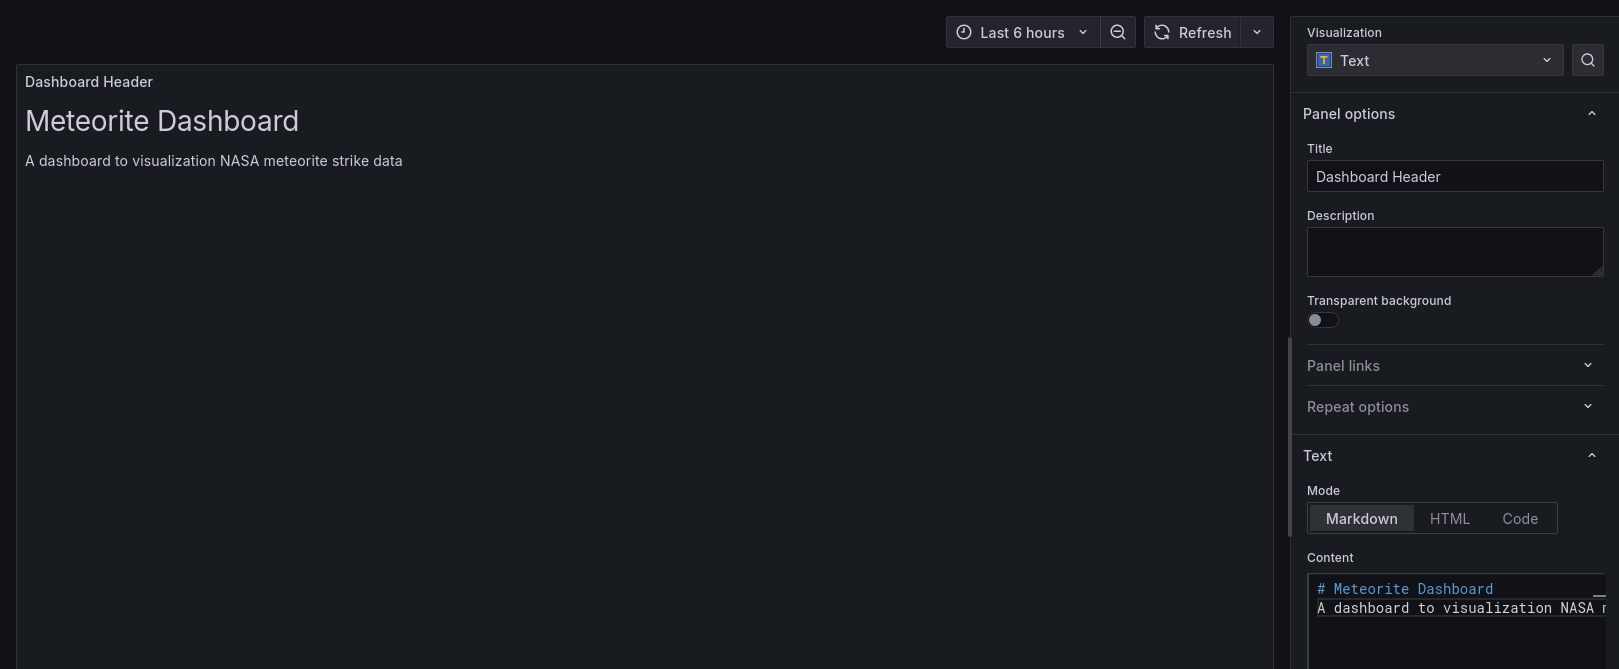 Last 6 hours
Refresh
Dashboard Header
Meteorite Dashboard
A dashboard to visualization NASA meteorite strike data
Visualization
Text
Panel options
Title
Dashboard Header
Description
Transparent background
Panel links
Repeat options
Text
Mode
Markdown HTML Code
Content
# Meteorite Dashboard
A dashboard to visualization NASA